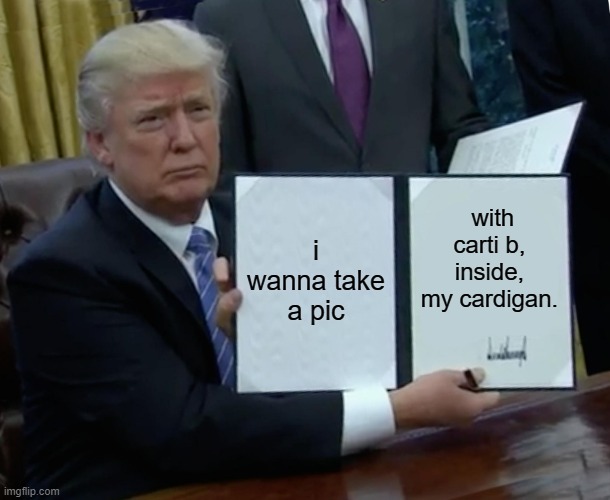 i
wanna take
a pic
with
carti b,
inside,
my cardigan.
imgflip.com